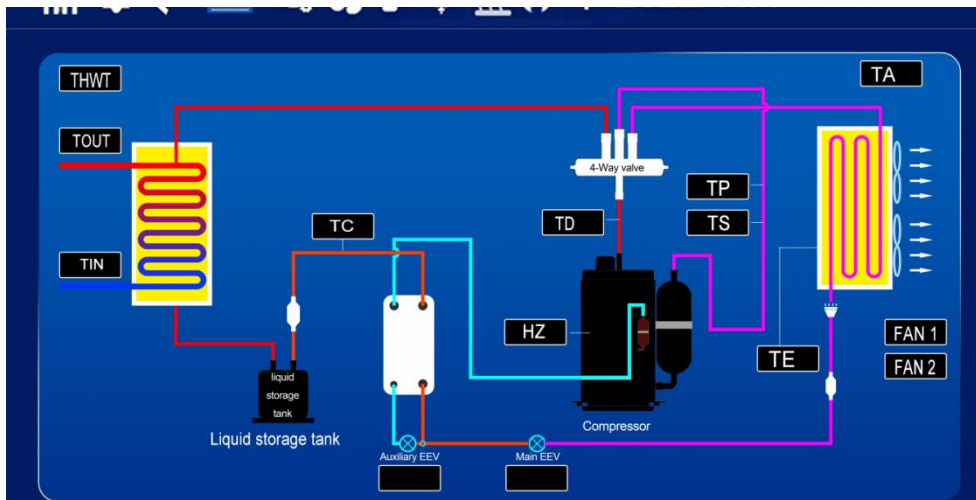 THWT
TA
TOUT
4-Way valve
TP
TC
TD
TS
TIN
HZ
FAN 1
TE
FAN 2
liquid
storage
tank
Compressor
Liquid storage tank
Auxiliary EEV
Main EEV